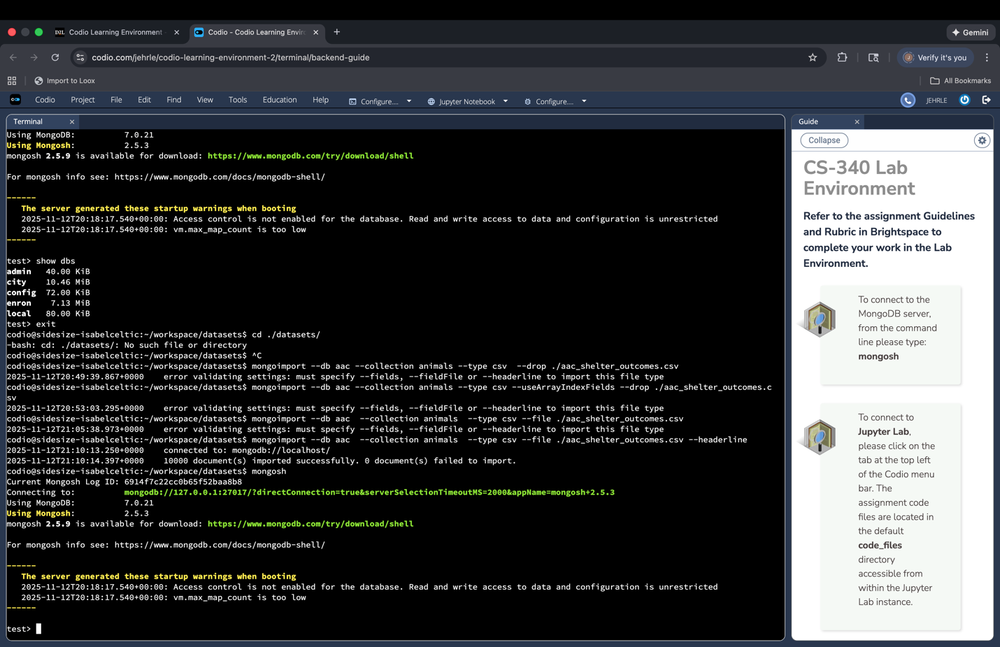 D2L Codio Learning Environment
Codio - Codio Learning Envir
Gemini
codio.com/jehrle/codio-learning-environment-2/terminal/backend-guide
Verify it's you
Import to Loox
All Bookmarks
Codio Project File Edit Find View Tools Education Help Configure.... Jupyter Notebook Configure.... JEHRLE
Terminal
Using MongoDB: 7.0.21
Using Mongosh: 2.5.3
mongosh 2.5.9 is available for download: https://www.mongodb.com/try/download/shell
For mongosh info see: https://www.mongodb.com/docs/mongodb-shell/
------
The server generated these startup warnings when booting
2025-11-12T20:18:17.540+00:00: Access control is not enabled for the database. Read and write access to data and configuration is unrestricted
2025-11-12T20:18:17.540+00:00: vm.max_map_count is too low
------
test> show dbs
admin 40.00 KiB
city 10.46 MiB
config 72.00 KiB
enron 7.13 MiB
local 80.00 KiB
test> exit
codio@sidesize-isabelceltic:~/workspace/datasets$ cd ./datasets/
-bash: cd: ./datasets/: No such file or directory
codio@sidesize-isabelceltic:~/workspace/datasets$ ^C
codio@sidesize-isabelceltic:~/workspace/datasets$ mongoimport --db aac --collection animals --type csv  --drop ./aac_shelter_outcomes.csv
2025-11-12T20:49:39.867+0000 error validating settings: must specify --fields, --fieldFile or --headerline to import this file type
codio@sidesize-isabelceltic:~/workspace/datasets$ mongoimport --db aac --collection animals --type csv --useArrayIndexFields --drop ./aac_shelter_outcomes.c
sv
2025-11-12T20:53:03.295+0000 error validating settings: must specify --fields, --fieldFile or --headerline to import this file type
codio@sidesize-isabelceltic:~/workspace/datasets$ mongoimport --db aac  --collection animals  --type csv --file ./aac_shelter_outcomes.csv
2025-11-12T21:05:38.973+0000 error validating settings: must specify --fields, --fieldFile or --headerline to import this file type
codio@sidesize-isabelceltic:~/workspace/datasets$ mongoimport --db aac  --collection animals  --type csv --file ./aac_shelter_outcomes.csv --headerline
2025-11-12T21:10:13.250+0000 connected to: mongodb://localhost/
2025-11-12T21:10:14.397+0000 10000 document(s) imported successfully. 0 document(s) failed to import.
codio@sidesize-isabelceltic:~/workspace/datasets$ mongosh
Current Mongosh Log ID: 6914f7c22cc0b65f52baa8b8
Connecting to: mongodb://127.0.0.1:27017/?directConnection=true&serverSelectionTimeoutMS=2000&appName=mongosh+2.5.3
Using MongoDB: 7.0.21
Using Mongosh: 2.5.3
mongosh 2.5.9 is available for download: https://www.mongodb.com/try/download/shell
For mongosh info see: https://www.mongodb.com/docs/mongodb-shell/
------
The server generated these startup warnings when booting
2025-11-12T20:18:17.540+00:00: Access control is not enabled for the database. Read and write access to data and configuration is unrestricted
2025-11-12T20:18:17.540+00:00: vm.max_map_count is too low
------
test>
Guide
Collapse
CS-340 Lab
Environment
Refer to the assignment Guidelines
and Rubric in Brightspace to
complete your work in the Lab
Environment.
To connect to the
MongoDB server,
from the command
line please type:
mongosh
To connect to
Jupyter Lab,
please click on the
tab at the top left
of the Codio menu
bar. The
assignment code
files are located in
the default
code_files
directory
accessible from
within the Jupyter
Lab instance.